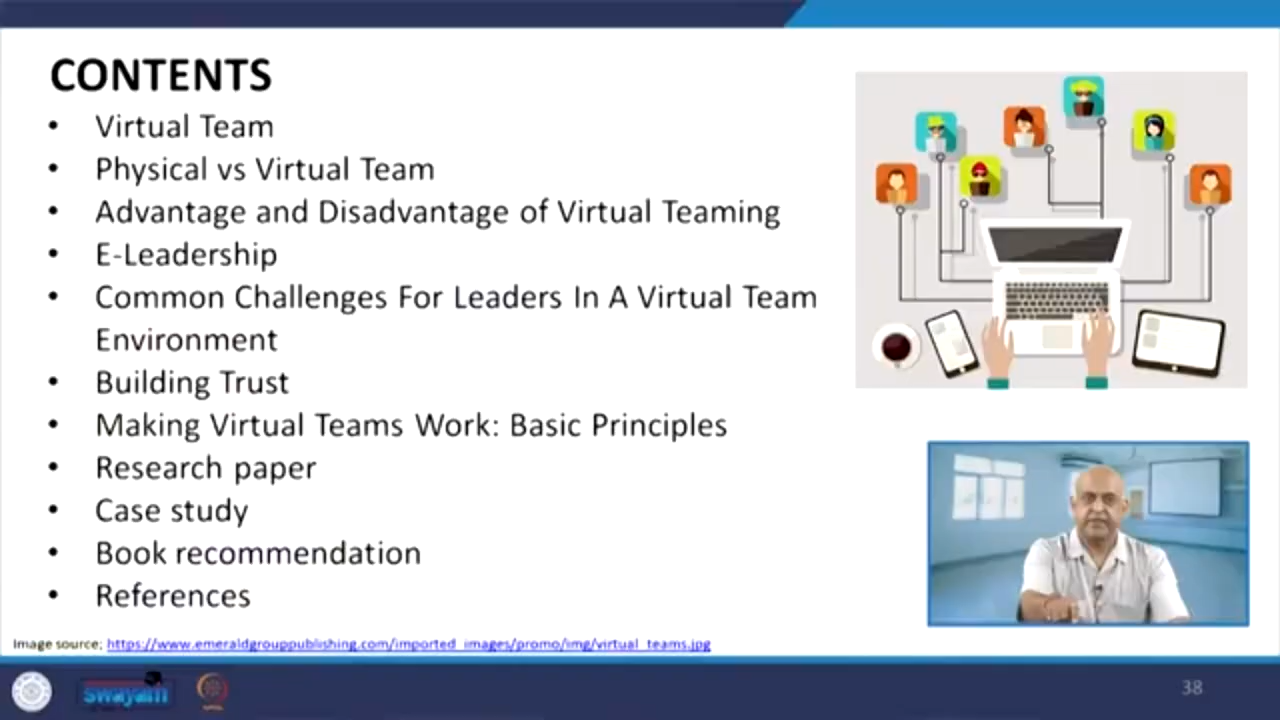 CONTENTS
• Virtual Team
• Physical vs Virtual Team
• Advantage and Disadvantage of Virtual Teaming
• E-Leadership
• Common Challenges For Leaders In A Virtual Team
Environment
• Building Trust
• Making Virtual Teams Work: Basic Principles
• Research paper
• Case study
• Book recommendation
• References
Image source; https://www.emeraldgrouppublishing.com/imported_images/promo/img/virtual_teams.jpg
swayam
38